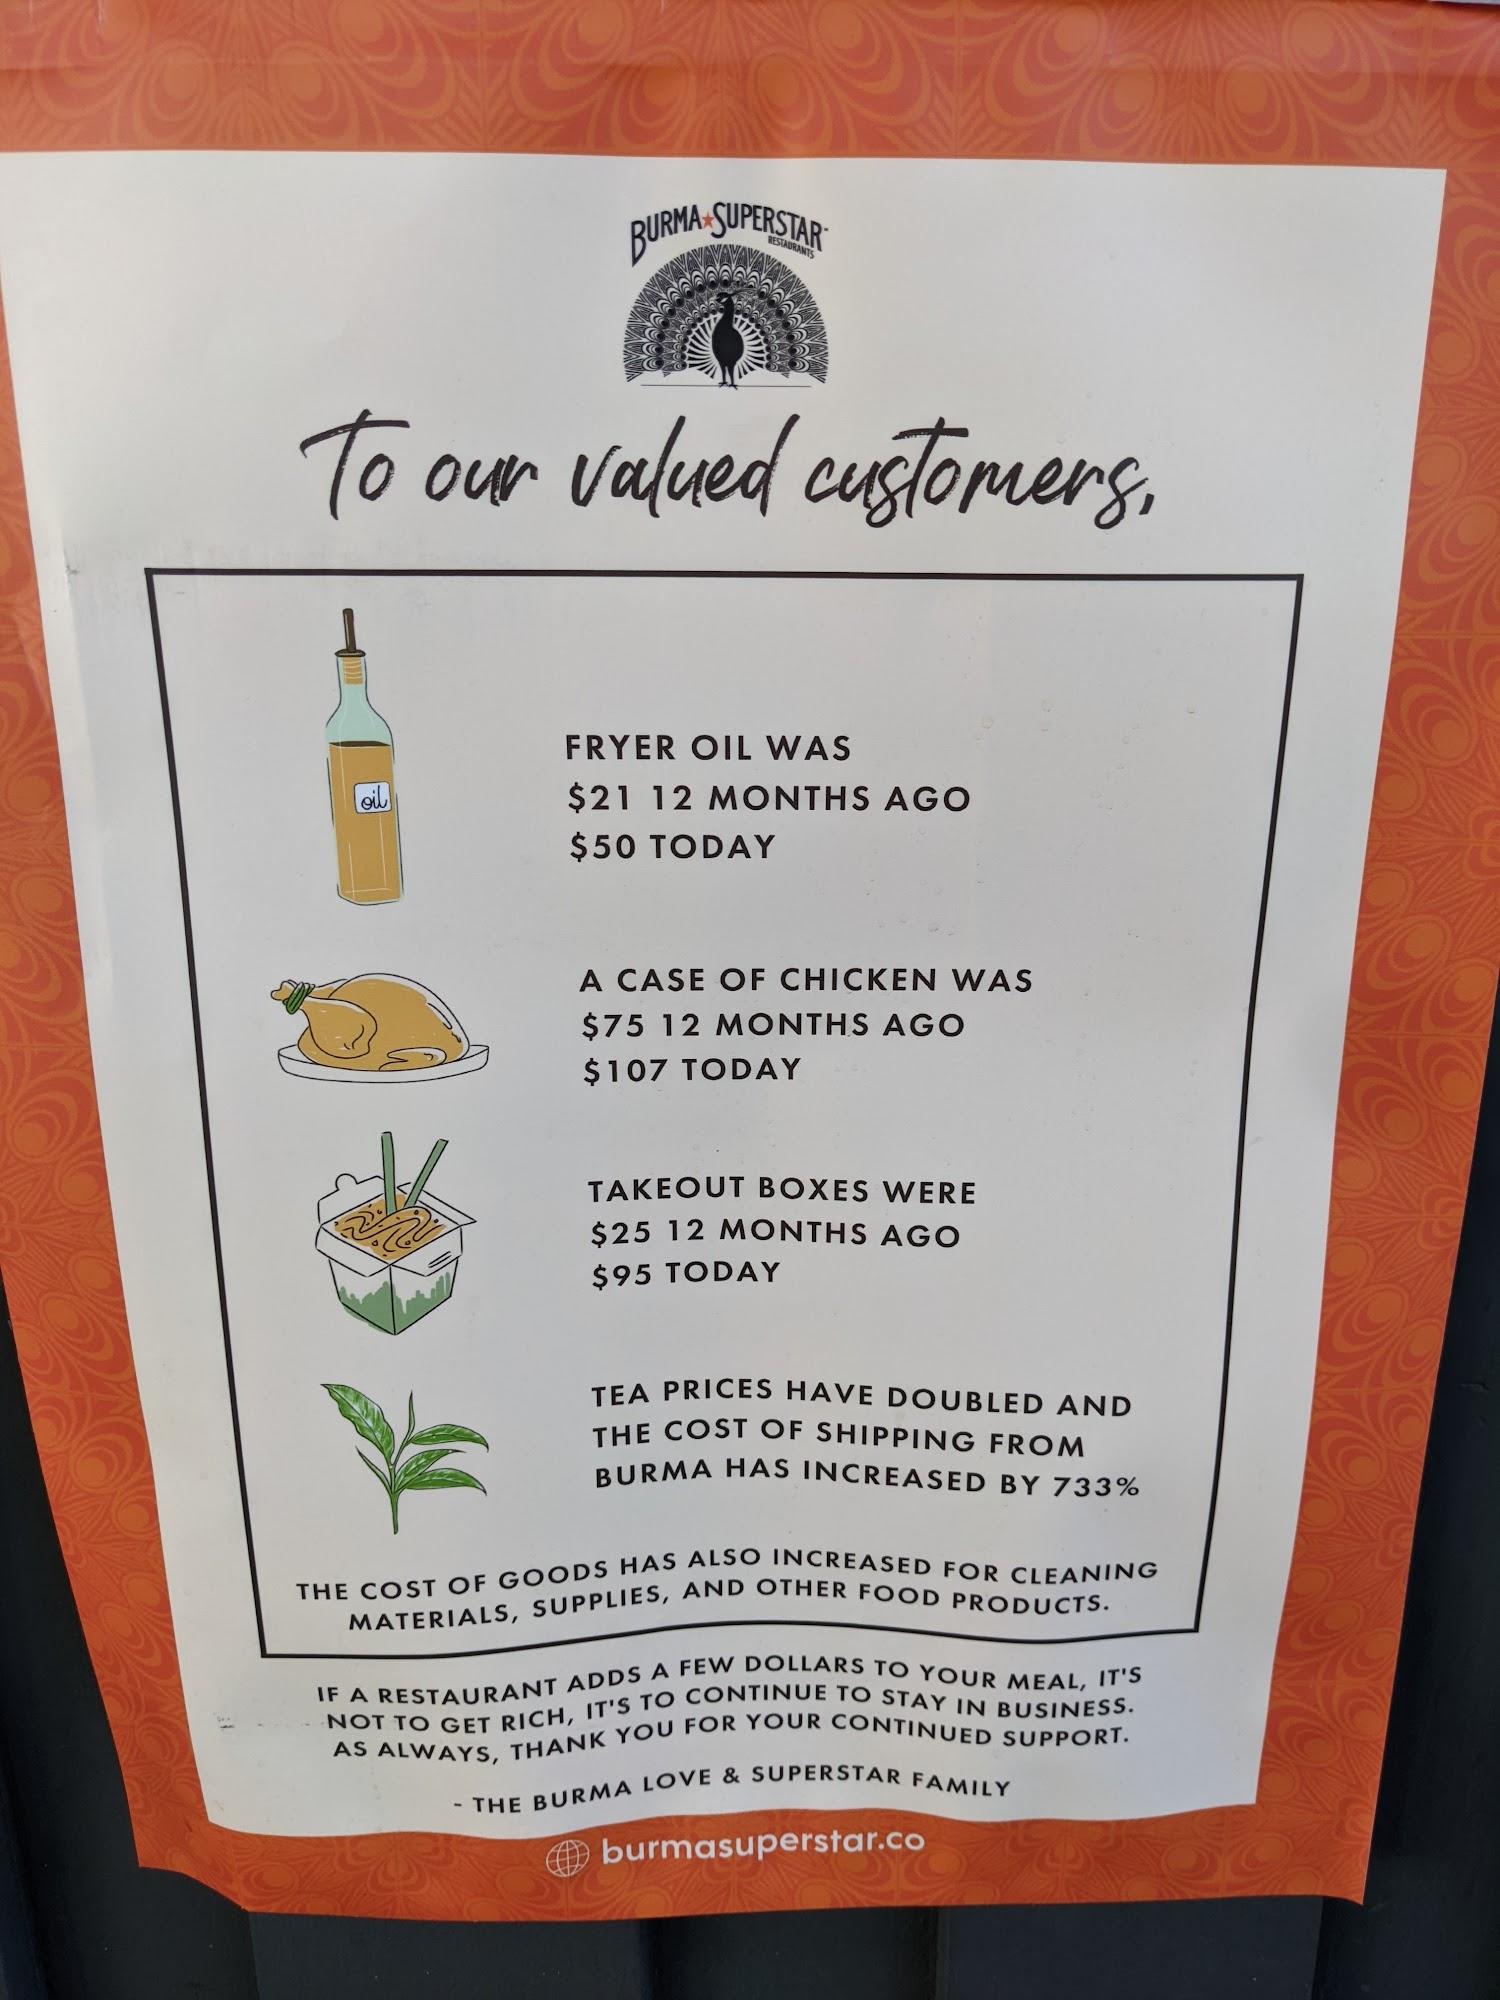 BURMA★SUPERSTAR
RESTAURANTS
To our valued customers,
oil
FRYER OIL WAS
$21 12 MONTHS AGO
$50 TODAY
A CASE OF CHICKEN WAS
$75 12 MONTHS AGO
$107 TODAY
TAKEOUT BOXES WERE
$25 12 MONTHS AGO
$95 TODAY
TEA PRICES HAVE DOUBLED AND
THE COST OF SHIPPING FROM
BURMA HAS INCREASED BY 733%
THE COST OF GOODS HAS ALSO INCREASED FOR CLEANING
MATERIALS, SUPPLIES, AND OTHER FOOD PRODUCTS.
IF A RESTAURANT ADDS A FEW DOLLARS TO YOUR MEAL, IT'S
NOT TO GET RICH, IT'S TO CONTINUE TO STAY IN BUSINESS.
AS ALWAYS, THANK YOU FOR YOUR CONTINUED SUPPORT.
- THE BURMA LOVE & SUPERSTAR FAMILY
burmasuperstar.co